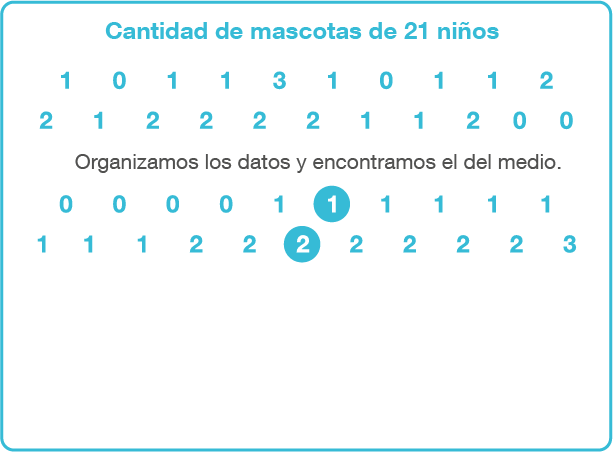 Cantidad de mascotas de 21 niños
1 0 1 1 3 1 0 1 1 2
2 1 2 2 2 2 1 1 2 0 0
Organizamos los datos y encontramos el del medio.
0 0 0 0 1 1 1 1 1 1
1 1 1 2 2 2 2 2 2 2 3